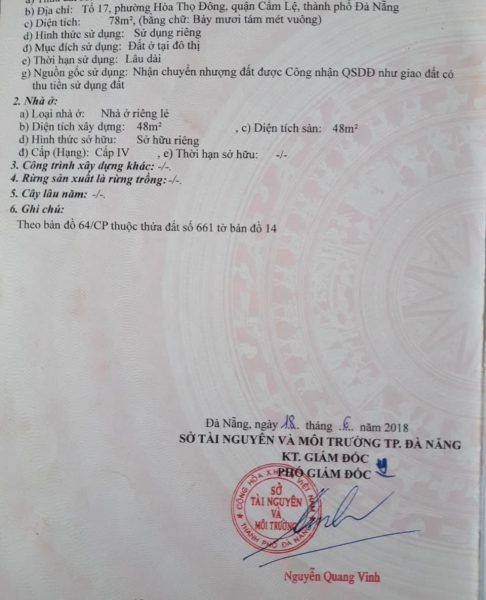 b) Địa chỉ: Tổ 17, phường Hòa Thọ Đông, quận Cẩm Lệ, thành phố Đà Nẵng
c) Diện tích: 78m², (bằng chữ: Bảy mươi tám mét vuông)
d) Hình thức sử dụng: Sử dụng riêng
đ) Mục đích sử dụng: Đất ở tại đô thị
e) Thời hạn sử dụng: Lâu dài
g) Nguồn gốc sử dụng: Nhận chuyển nhượng đất được Công nhận QSDĐ như giao đất có
thu tiền sử dụng đất
2. Nhà ở:
a) Loại nhà ở: Nhà ở riêng lẻ
b) Diện tích xây dựng: 48m² , c) Diện tích sàn: 48m²
d) Hình thức sở hữu: Sở hữu riêng
đ) Cấp (Hạng): Cấp IV , e) Thời hạn sở hữu: -/-
3. Công trình xây dựng khác: -/-.
4. Rừng sản xuất là rừng trồng: -/-.
5. Cây lâu năm: -/-.
6. Ghi chú:
Theo bản đồ 64/CP thuộc thửa đất số 661 tờ bản đồ 14
Đà Nẵng, ngày 18. tháng .6.. năm 2018
SỞ TÀI NGUYÊN VÀ MÔI TRƯỜNG TP. ĐÀ NẴNG
KT. GIÁM ĐỐC
PHÓ GIÁM ĐỐC
SỞ
TÀI NGUYÊN
VÀ
MÔI TRƯỜNG
THÀNH PHỐ ĐÀ NẴNG
Nguyễn Quang Vinh